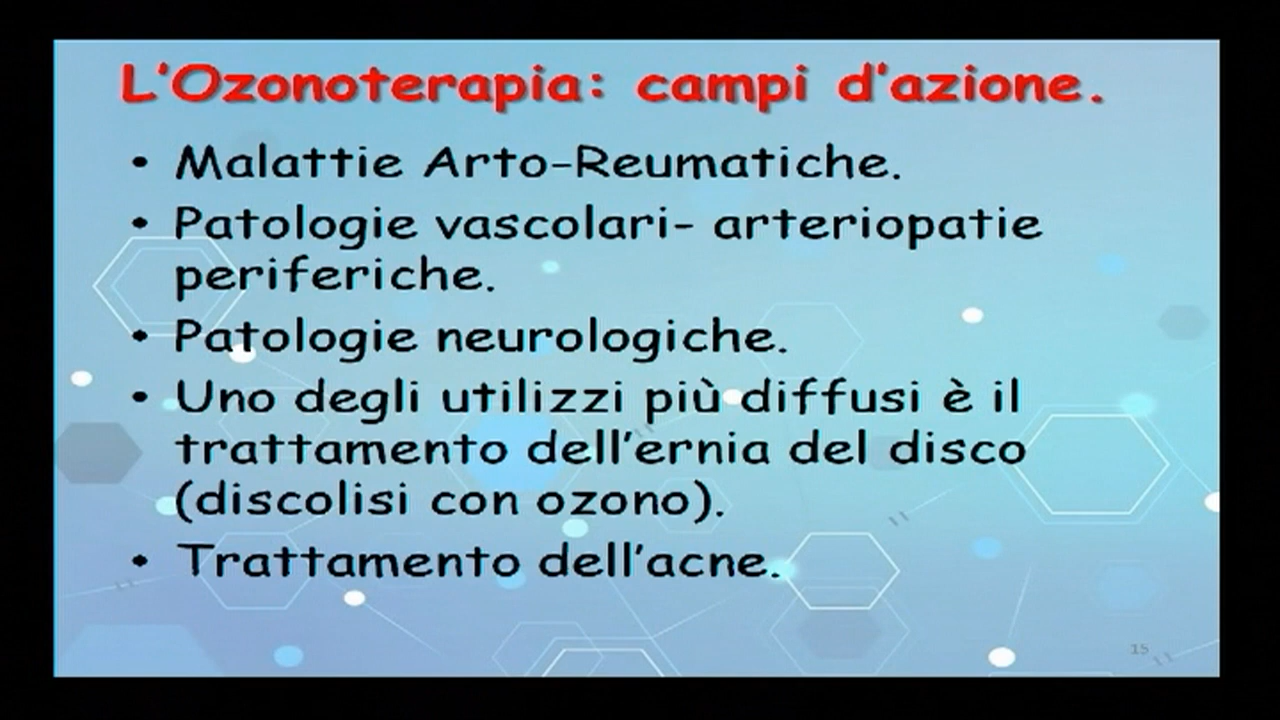 L'Ozonoterapia: campi d'azione.
• Malattie Arto-Reumatiche.
• Patologie vascolari- arteriopatie
periferiche.
• Patologie neurologiche.
• Uno degli utilizzi più diffusi è il
trattamento dell'ernia del disco
(discolisi con ozono).
• Trattamento dell'acne.
15